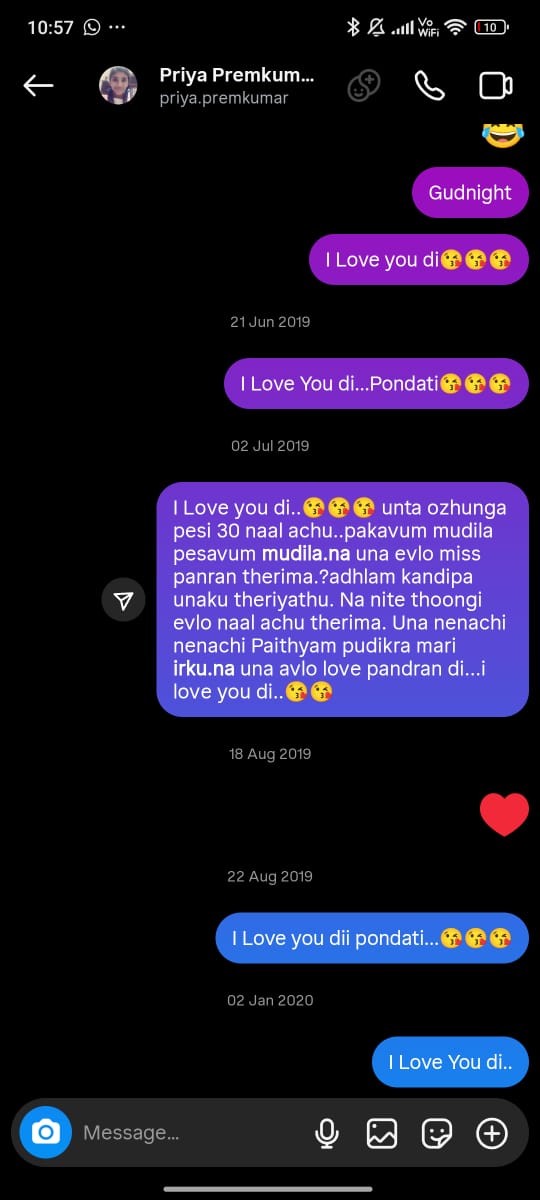 10:57
Vo
WiFi
10
Priya Premkum...
priya.premkumar
😂
Gudnight
I Love you di😘😘😘
21 Jun 2019
I Love You di...Pondati😘😘😘
02 Jul 2019
I Love you di..😘😘😘 unta ozhunga
pesi 30 naal achu..pakavum mudila
pesavum mudila.na una evlo miss
panran therima.?adhlam kandipa
unaku theriyathu. Na nite thoongi
evlo naal achu therima. Una nenachi
nenachi Paithyam pudikra mari
irku.na una avlo love pandran di...i
love you di..😘😘
18 Aug 2019
❤️
22 Aug 2019
I Love you dii pondati...😘😘😘
02 Jan 2020
I Love You di..
Message...